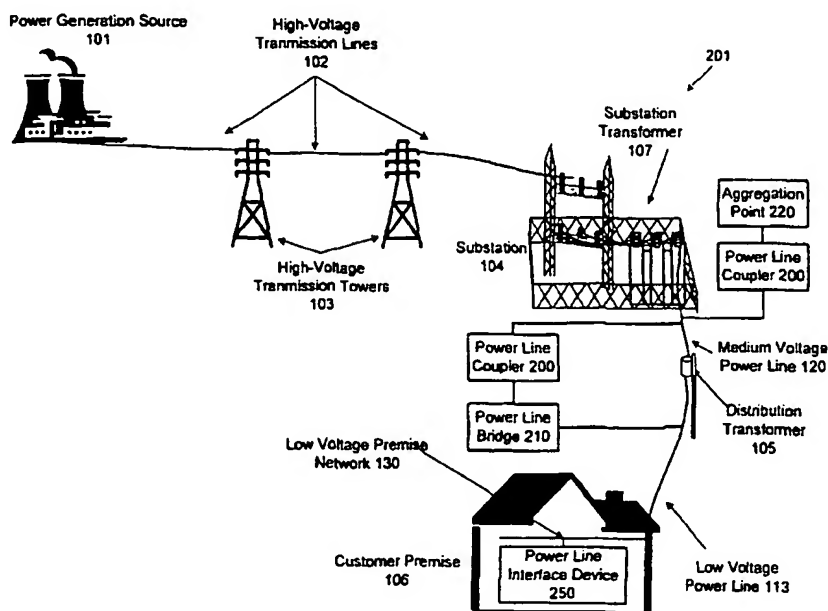 Power Generation Source
101
High-Voltage
Tranmission Lines
102
201
Substation
Transformer
107
Aggregation
Point 220
Power Line
Coupler 200
Substation
104
High-Voltage
Tranmission Towers
103
Power Line
Coupler 200
Medium Voltage
Power Line 120
Power Line
Bridge 210
Distribution
Transformer
105
Low Voltage Premise
Network 130
Customer Premise
106
Power Line
Interface Device
250
Low Voltage
Power Line 113